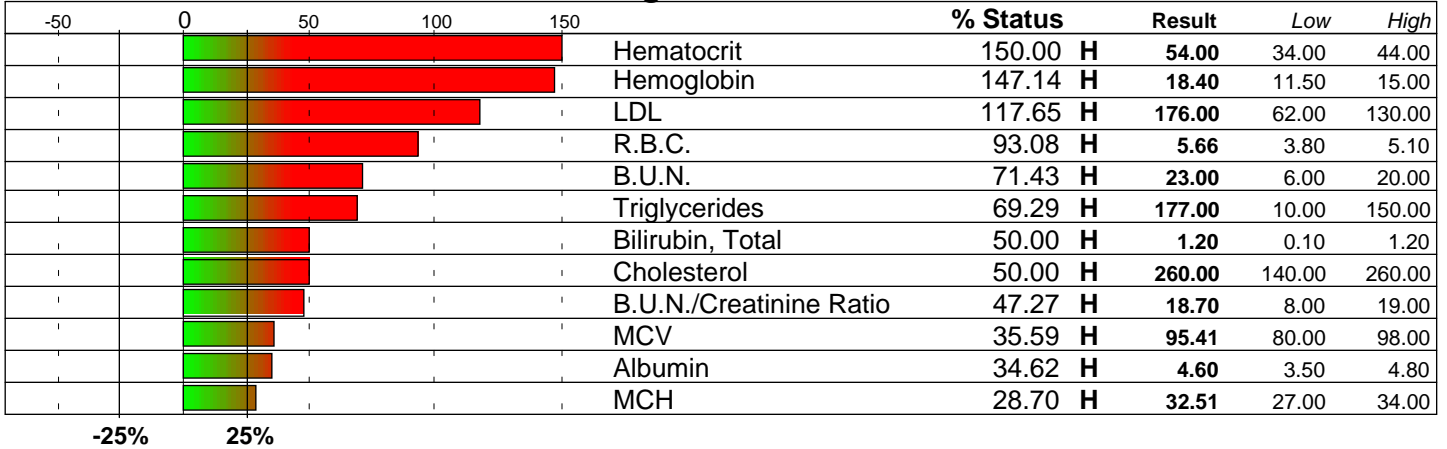 -50 0 50 100 150 % Status Result Low High
Hematocrit 150.00 H 54.00 34.00 44.00
Hemoglobin 147.14 H 18.40 11.50 15.00
LDL 117.65 H 176.00 62.00 130.00
R.B.C. 93.08 H 5.66 3.80 5.10
B.U.N. 71.43 H 23.00 6.00 20.00
Triglycerides 69.29 H 177.00 10.00 150.00
Bilirubin, Total 50.00 H 1.20 0.10 1.20
Cholesterol 50.00 H 260.00 140.00 260.00
B.U.N./Creatinine Ratio 47.27 H 18.70 8.00 19.00
MCV 35.59 H 95.41 80.00 98.00
Albumin 34.62 H 4.60 3.50 4.80
MCH 28.70 H 32.51 27.00 34.00
-25% 25%